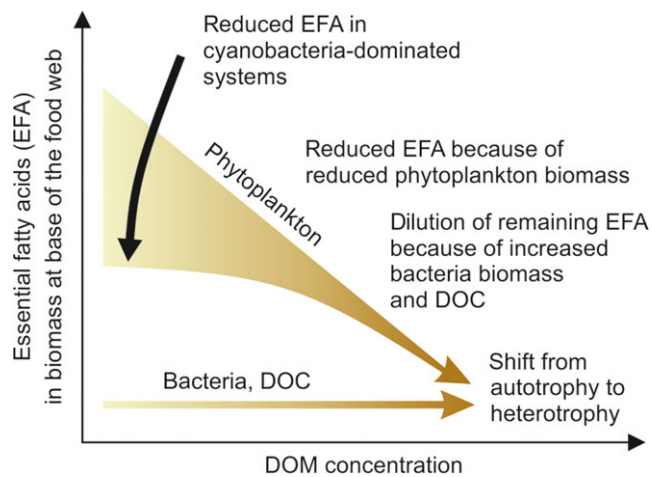 Essential fatty acids (EFA)
in biomass at base of the food web
Reduced EFA in
cyanobacteria-dominated
systems
Phytoplankton
Reduced EFA because of
reduced phytoplankton biomass
Dilution of remaining EFA
because of increased
bacteria biomass
and DOC
Bacteria, DOC
Shift from
autotrophy to
heterotrophy
DOM concentration